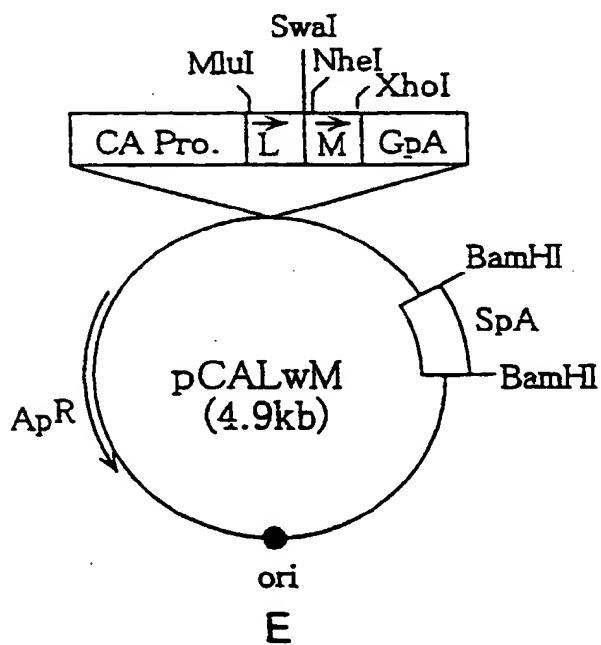 SwaI
MluI
NheI
XhoI
CA Pro.
L
M
GpA
BamHI
SpA
BamHI
pCALwM
(4.9kb)
ApR
ori
E